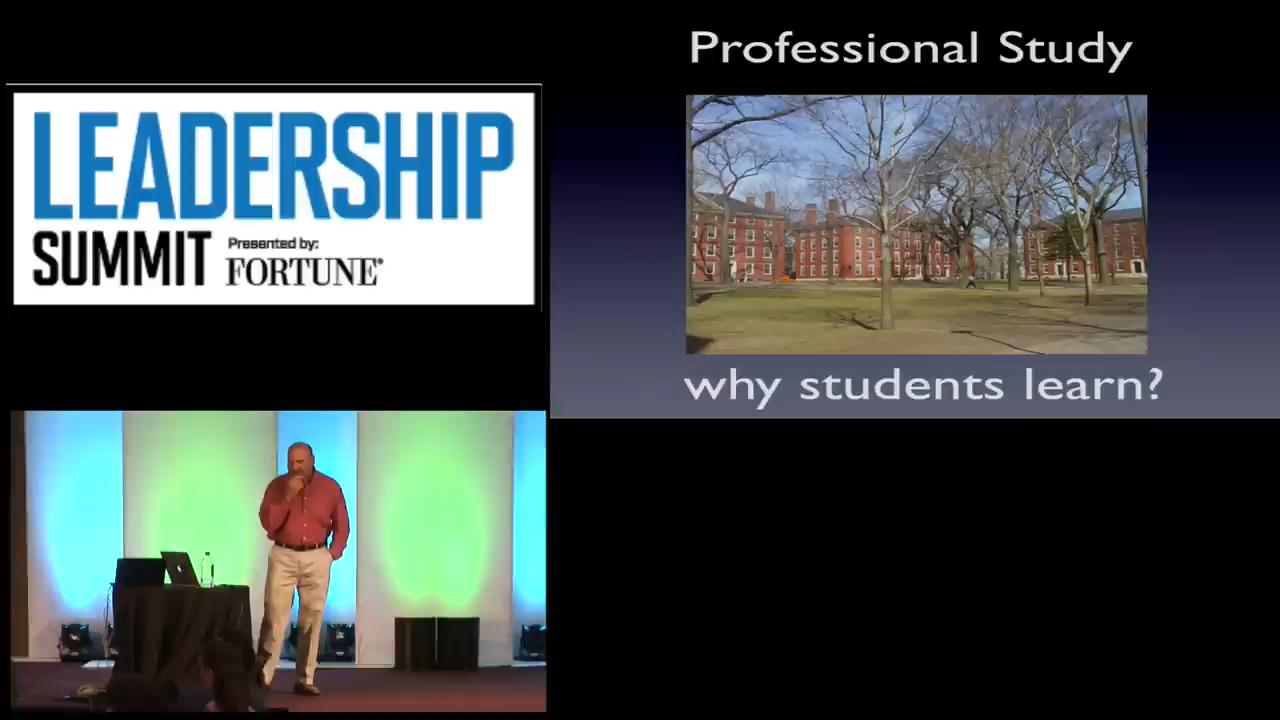 LEADERSHIP
SUMMIT Presented by:
FORTUNE®
Professional Study
why students learn?